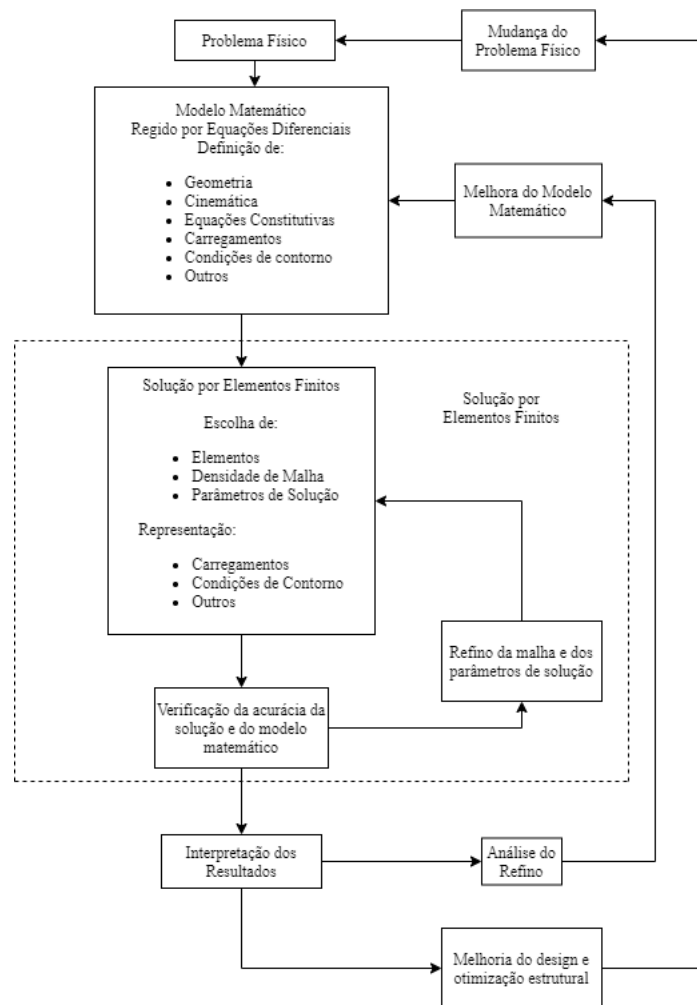 Problema Físico
Mudança do
Problema Físico
Modelo Matemático
Regido por Equações Diferenciais
Definição de:
• Geometria
• Cinemática
• Equações Constitutivas
• Carregamentos
• Condições de contorno
• Outros
Melhora do Modelo
Matemático
Solução por Elementos Finitos
Escolha de:
• Elementos
• Densidade de Malha
• Parâmetros de Solução
Representação:
• Carregamentos
• Condições de Contorno
• Outros
Solução por
Elementos Finitos
Refino da malha e dos
parâmetros de solução
Verificação da acurácia da
solução e do modelo
matemático
Interpretação dos
Resultados
Análise do
Refino
Melhoria do design e
otimização estrutural